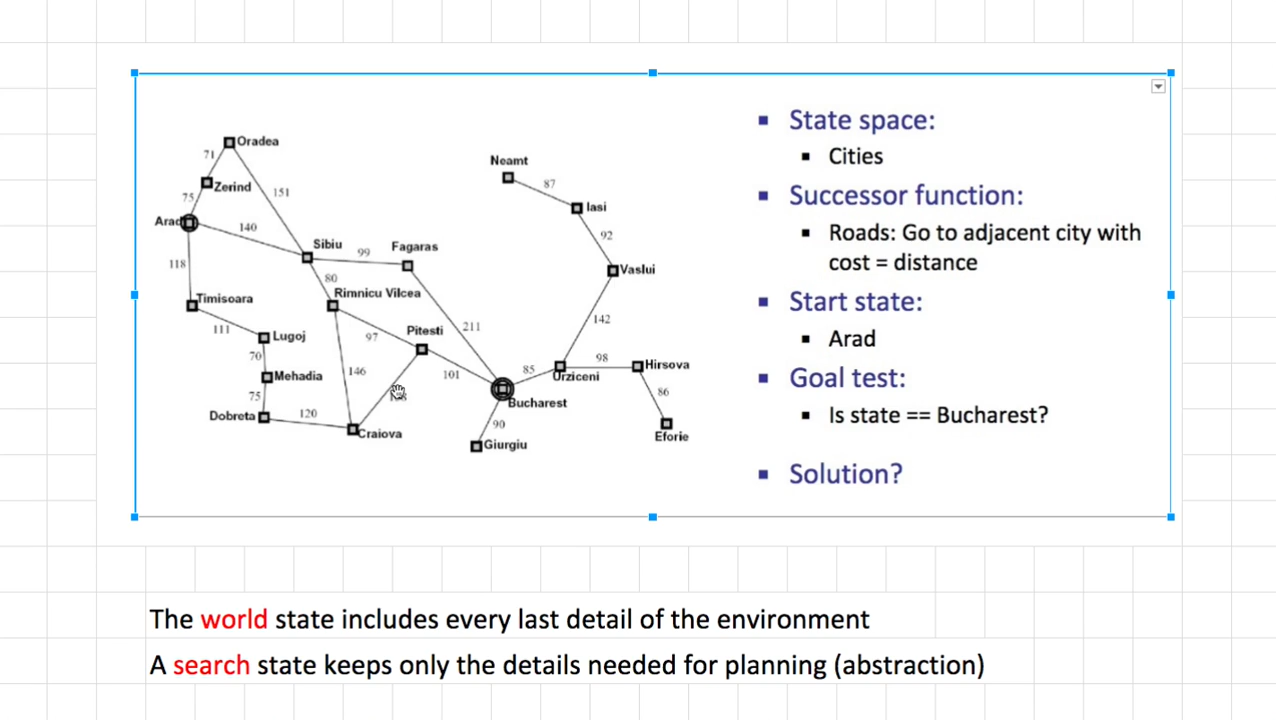 Oradea
71
Neamt
Zerind
87
75
151
Iasi
Arad
140
92
Sibiu
99
Fagaras
118
Vaslui
80
Timisoara
Rimnicu Vilcea
142
111
Pitesti
211
Lugoj
97
70
98
Hirsova
146
85
Mehadia
101
Urziceni
75
86
Bucharest
120
Dobreta
90
Craiova
Eforie
Giurgiu
State space:
Cities
Successor function:
Roads: Go to adjacent city with
cost = distance
Start state:
Arad
Goal test:
Is state == Bucharest?
Solution?
The world state includes every last detail of the environment
A search state keeps only the details needed for planning (abstraction)